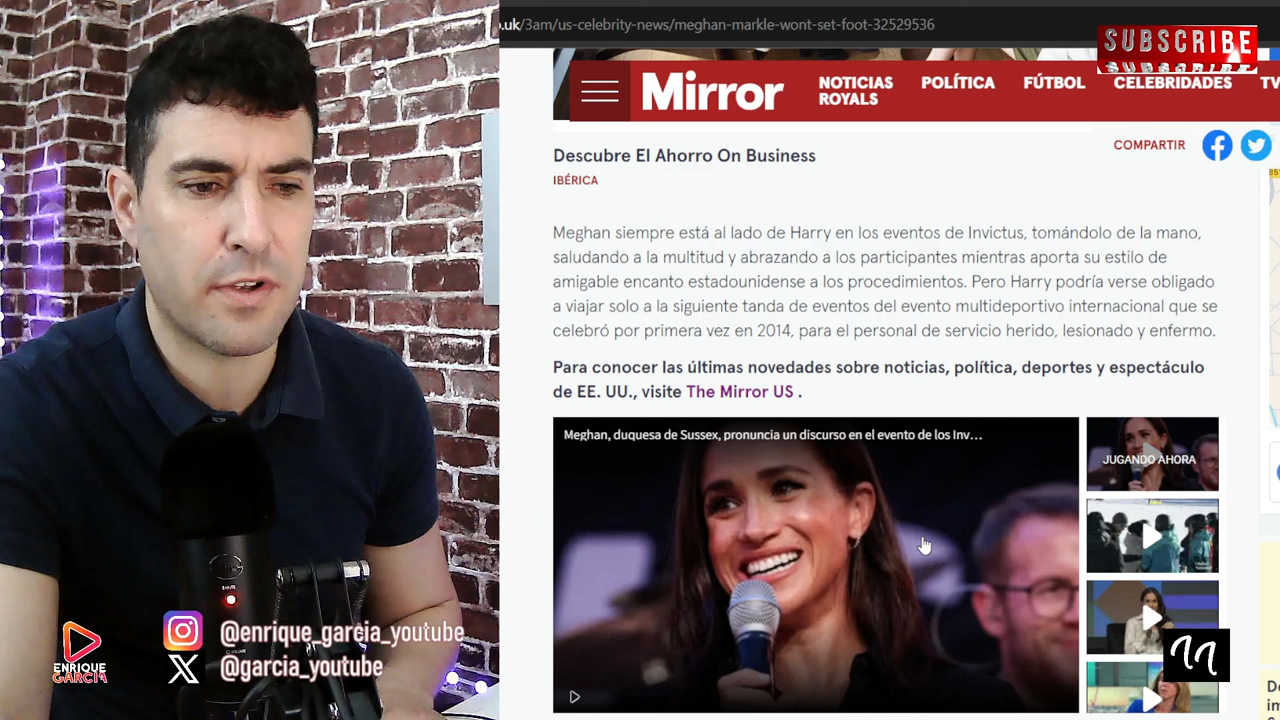 .uk/3am/us-celebrity-news/meghan-markle-wont-set-foot-32529536
SUBSCRIBE
Mirror
NOTICIAS ROYALS
POLÍTICA
FÚTBOL
CELEBRIDADES
TV
Descubre El Ahorro On Business
IBÉRICA
COMPARTIR
Meghan siempre está al lado de Harry en los eventos de Invictus, tomándolo de la mano,
saludando a la multitud y abrazando a los participantes mientras aporta su estilo de
amigable encanto estadounidense a los procedimientos. Pero Harry podría verse obligado
a viajar solo a la siguiente tanda de eventos del evento multideportivo internacional que se
celebró por primera vez en 2014, para el personal de servicio herido, lesionado y enfermo.
Para conocer las últimas novedades sobre noticias, política, deportes y espectáculo
de EE. UU., visite The Mirror US .
Meghan, duquesa de Sussex, pronuncia un discurso en el evento de los Inv...
JUGANDO AHORA
ENRIQUE
GARCIA
@enrique_garcia_youtube
@garcia_youtube